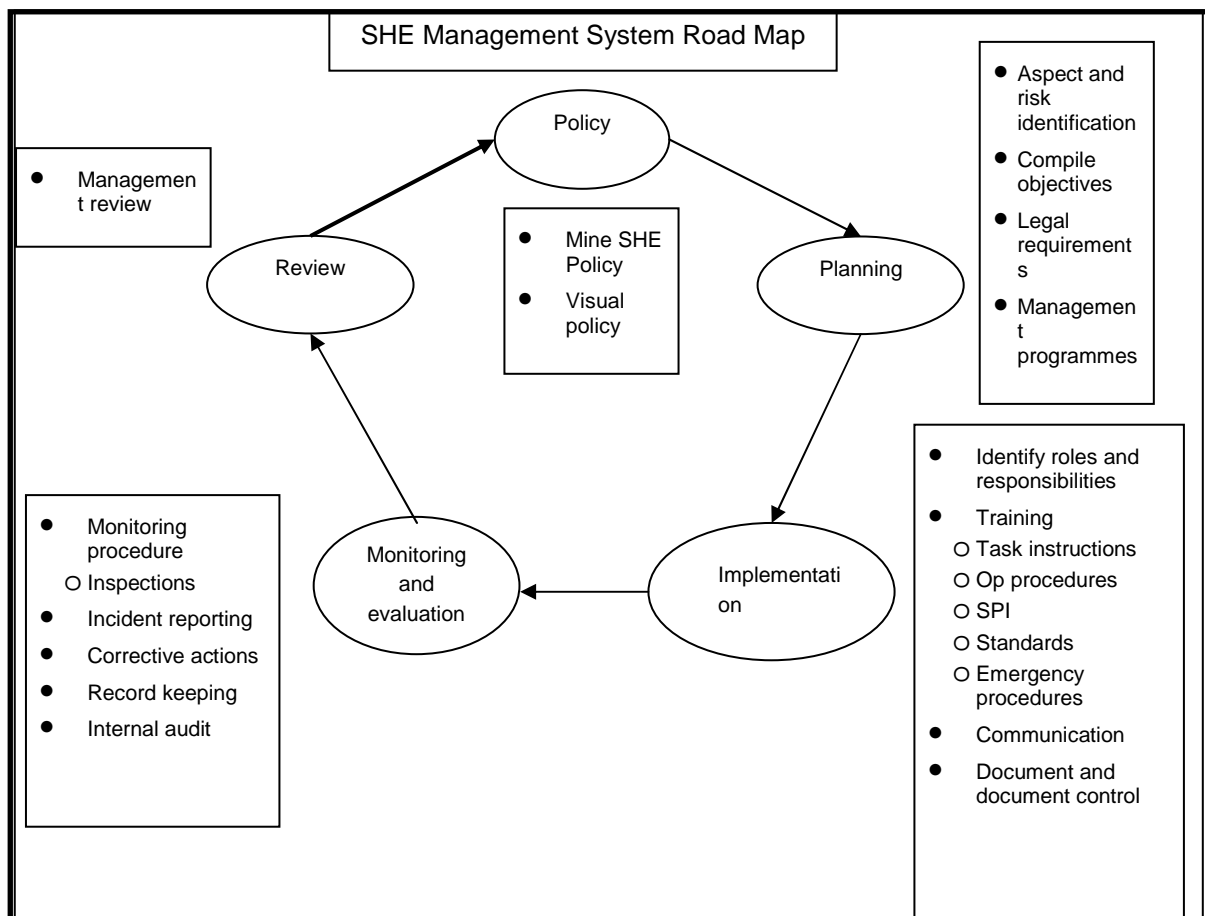 SHE Management System Road Map
Policy
Aspect and
risk
identification
Compile
objectives
Legal
requirement
s
Managemen
t
programmes
Managemen
t review
Mine SHE
Policy
Visual
policy
Review
Planning
Identify roles and
responsibilities
Training
Task instructions
Op procedures
SPI
Standards
Emergency
procedures
Communication
Document and
document control
Monitoring
procedure
Inspections
Incident reporting
Corrective actions
Record keeping
Internal audit
Monitoring
and
evaluation
Implementati
on